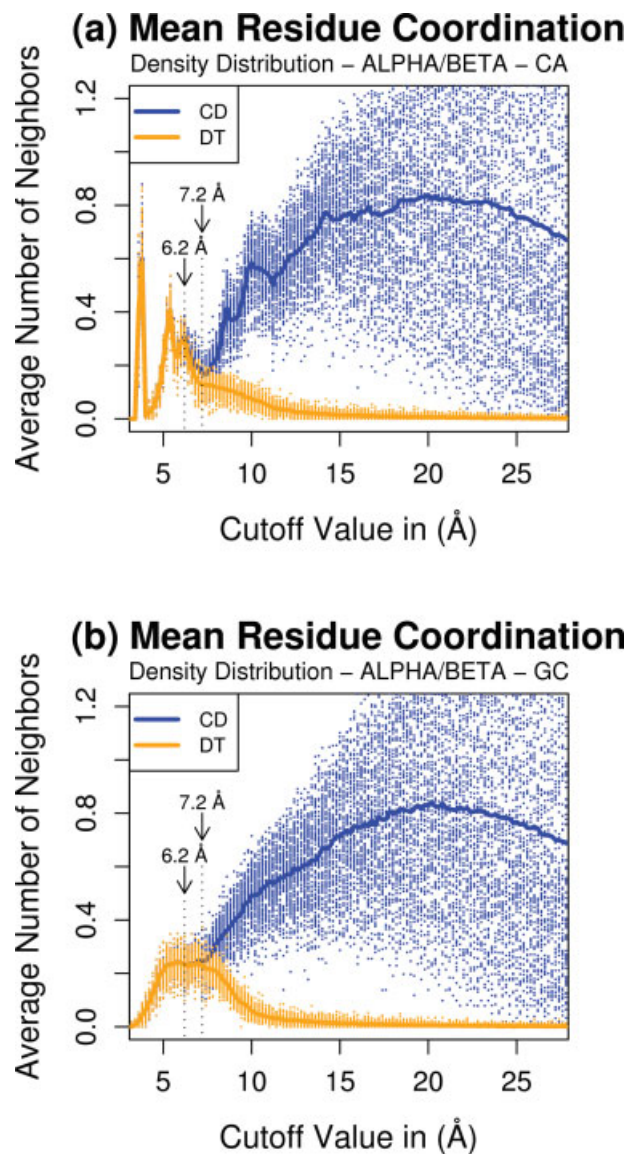 (a) Mean Residue Coordination
Density Distribution – ALPHA/BETA – CA
Average Number of Neighbors
1.2
0.8
0.4
0.0
CD
DT
7.2 Å
6.2 Å
5 10 15 20 25
Cutoff Value in (Å)
(b) Mean Residue Coordination
Density Distribution – ALPHA/BETA – GC
Average Number of Neighbors
1.2
0.8
0.4
0.0
CD
DT
7.2 Å
6.2 Å
5 10 15 20 25
Cutoff Value in (Å)